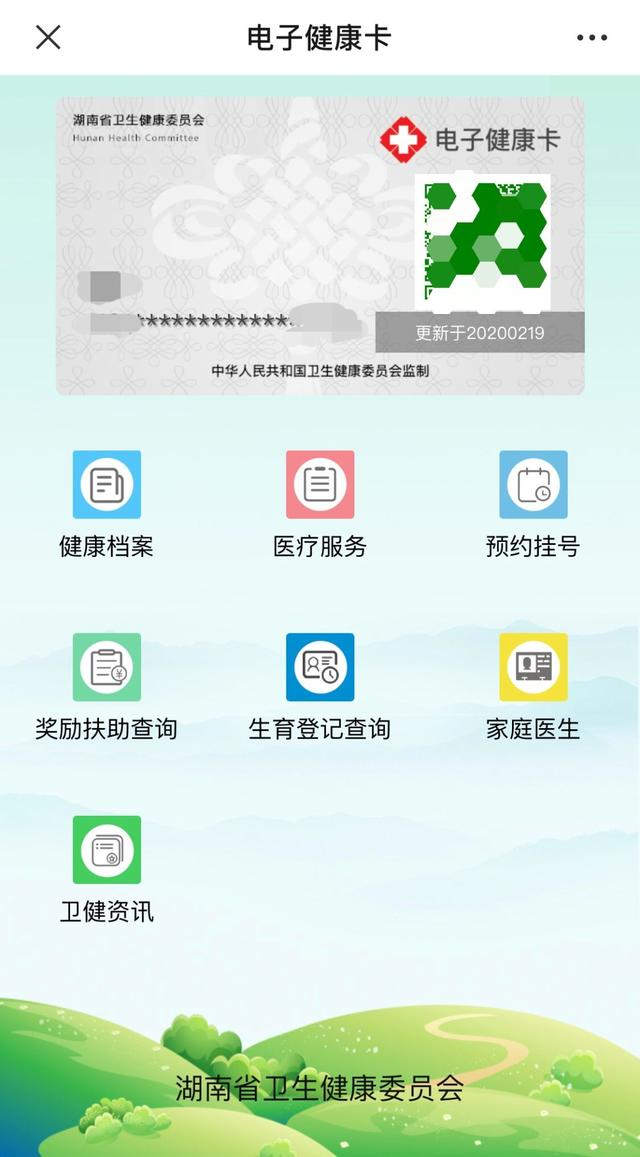 电子健康卡
湖南省卫生健康委员会
Hunan Health Committee
电子健康卡
************
更新于20200219
中华人民共和国卫生健康委员会监制
健康档案
医疗服务
预约挂号
奖励扶助查询
生育登记查询
家庭医生
卫健资讯
湖南省卫生健康委员会